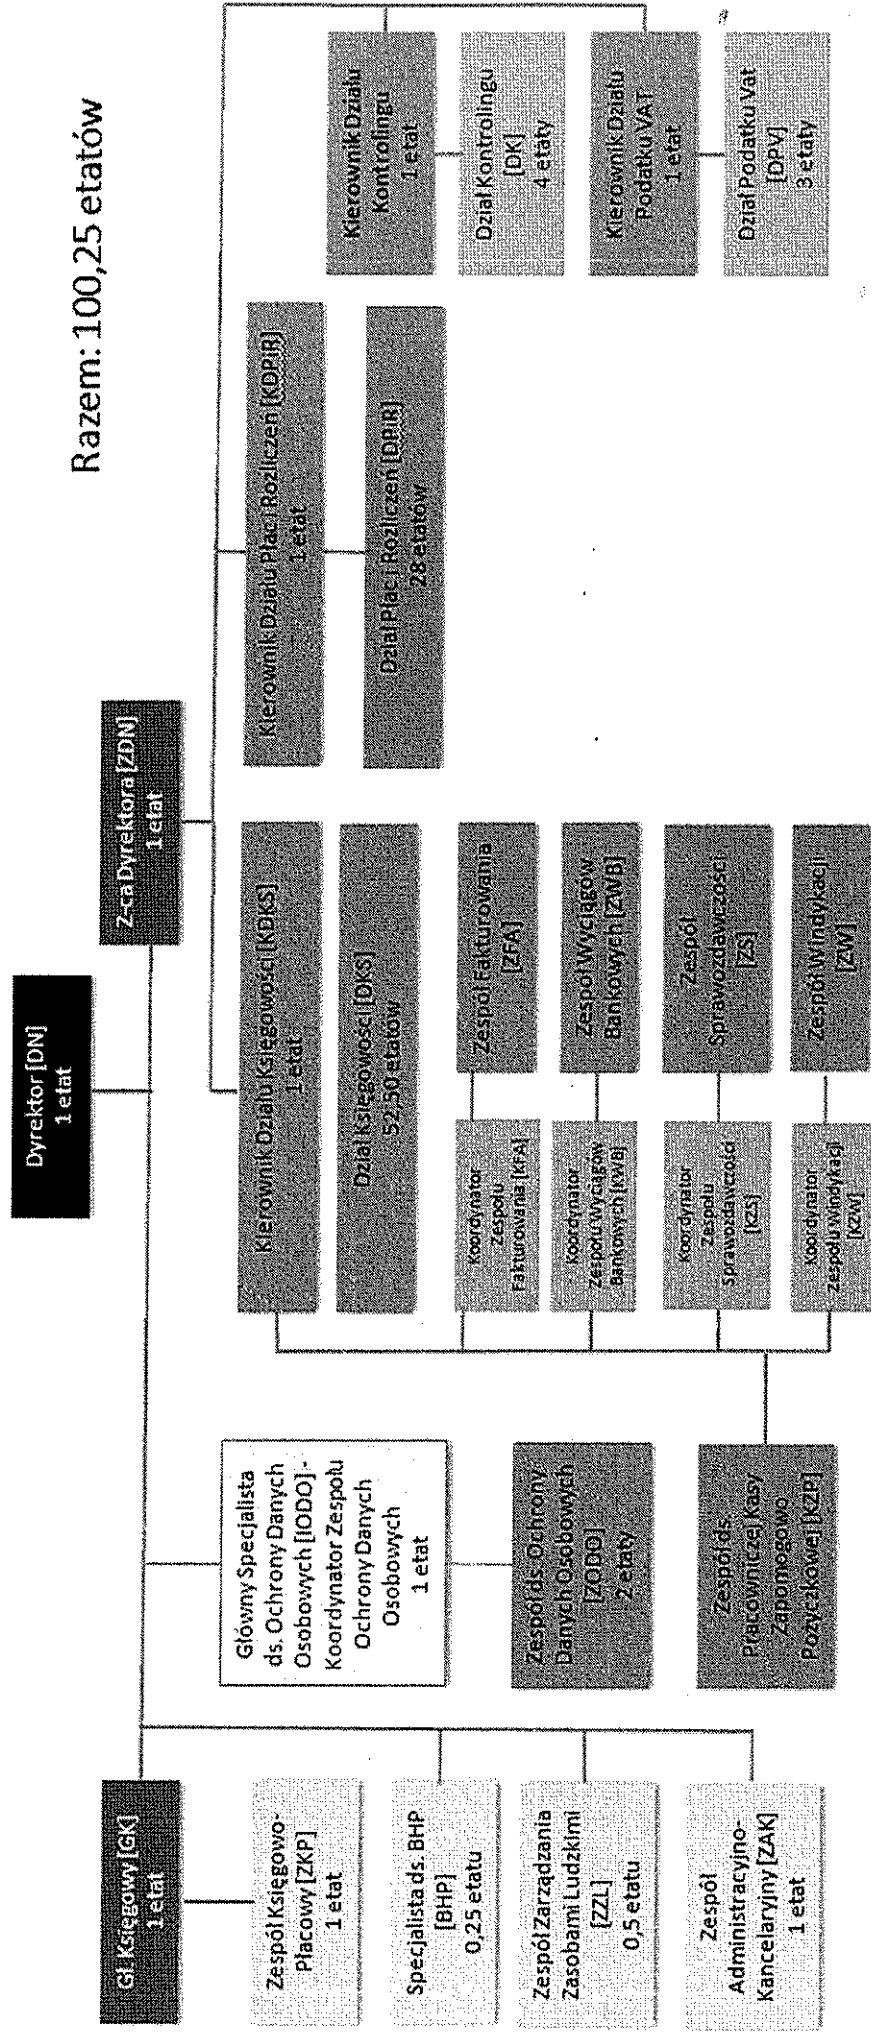 Razem: 100,25 etatów
Dyrektor [DN]
1 etat
Gł. Księgowy [GK]
1 etat
Z-ca Dyrektora [ZDN]
1 etat
Zespół Księgowo-
Płacowy [ZKP]
1 etat
Specjalista ds. BHP
[BHP]
0,25 etatu
Zespół Zarządzania
Zasobami Ludzkimi
[ZZL]
0,5 etatu
Zespół
Administracyjno-
Kancelaryjny [ZAK]
1 etat
Główny Specjalista
ds. Ochrony Danych
Osobowych [IODO] -
Koordynator Zespołu
Ochrony Danych
Osobowych
1 etat
Zespół ds. Ochrony
Danych Osobowych
[ZODO]
2 etaty
Zespół ds.
Pracowniczej Kasy
Zapomogowo
Pożyczkowej [KZP]
Kierownik Działu Księgowości [KDKS]
1 etat
Dział Księgowości [DKS]
52,50 etatów
Koordynator
Zespołu
Fakturowania [KFA]
Zespół Fakturowania
[ZFA]
Koordynator
Zespołu Wyciągów
Bankowych [KWB]
Zespół Wyciągów
Bankowych [ZWB]
Koordynator
Zespołu
Sprawozdawczości
[KZS]
Zespół
Sprawozdawczości
[ZS]
Koordynator
Zespołu Windykacji
[KZW]
Zespół Windykacji
[ZW]
Kierownik Działu Płac i Rozliczeń [KDPiR]
1 etat
Dział Płac i Rozliczeń [DPiR]
28 etatów
Kierownik Działu
Kontrolingu
1 etat
Dział Kontrolingu
[DK]
4 etaty
Kierownik Działu
Podatku VAT
1 etat
Dział Podatku Vat
[DPV]
3 etaty